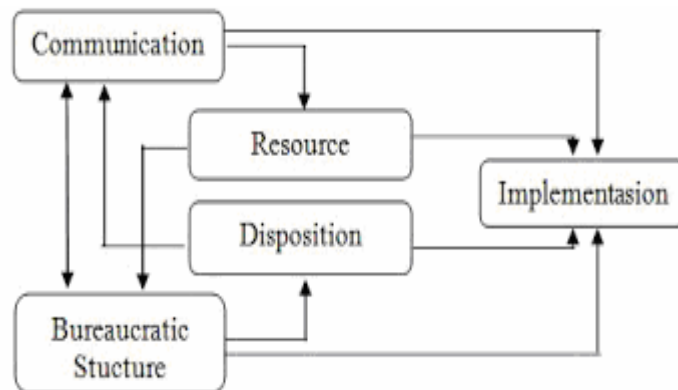 Communication
Resource
Implementasion
Disposition
Bureaucratic
Stucture